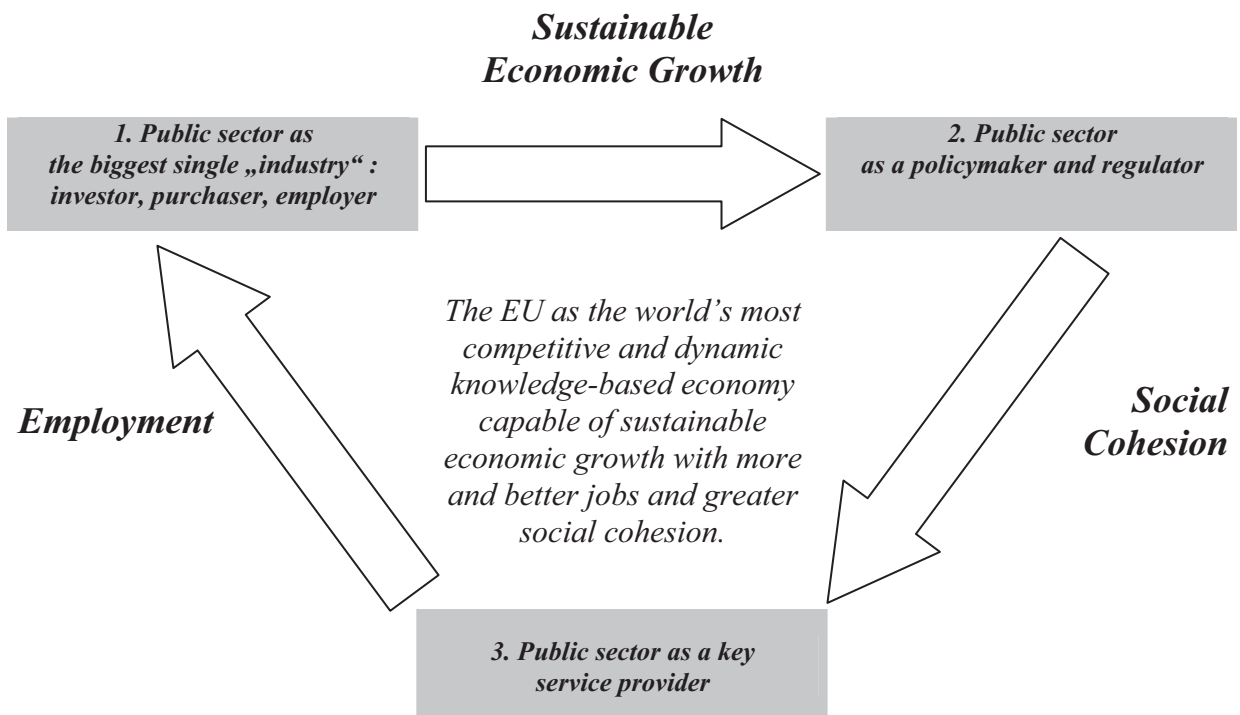 Sustainable
Economic Growth
1. Public sector as
the biggest single „industry“ :
investor, purchaser, employer
2. Public sector
as a policymaker and regulator
The EU as the world’s most
competitive and dynamic
knowledge-based economy
capable of sustainable
economic growth with more
and better jobs and greater
social cohesion.
Employment
Social
Cohesion
3. Public sector as a key
service provider